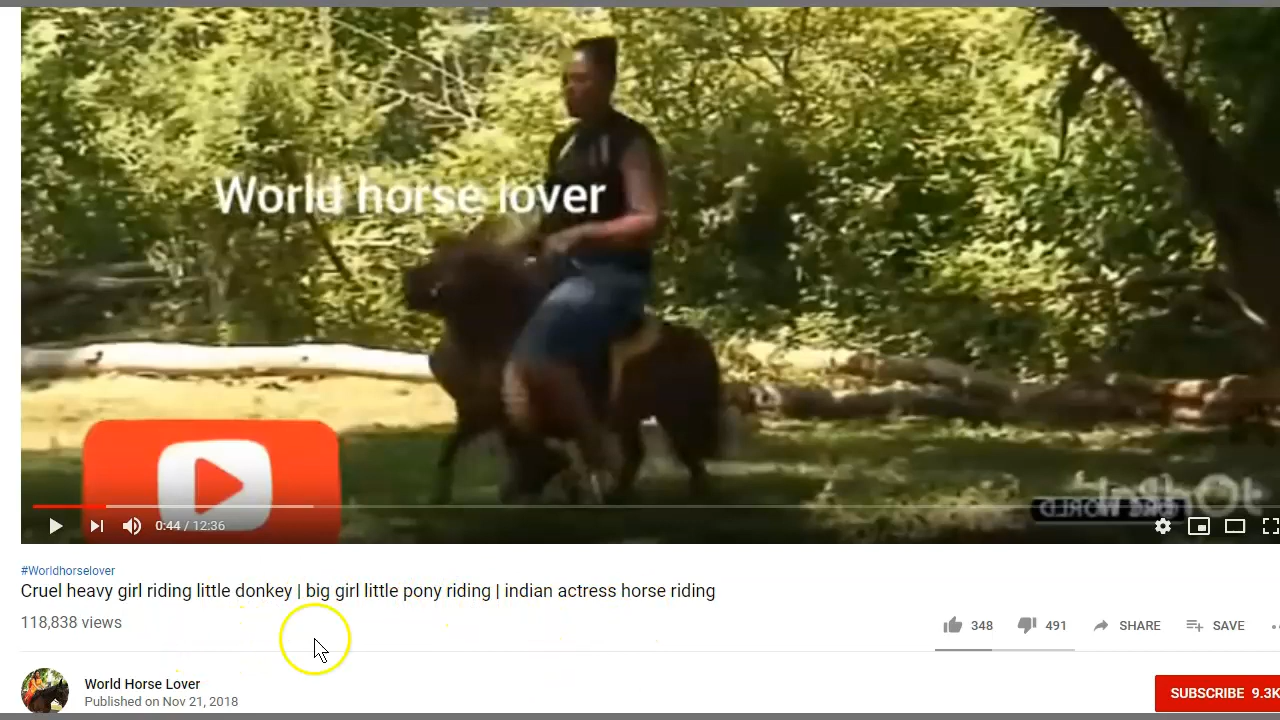 World horse lover
0:44 / 12:36
#Worldhorselover
Cruel heavy girl riding little donkey | big girl little pony riding | indian actress horse riding
118,838 views
348
491
SHARE
SAVE
World Horse Lover
Published on Nov 21, 2018
SUBSCRIBE 9.3K